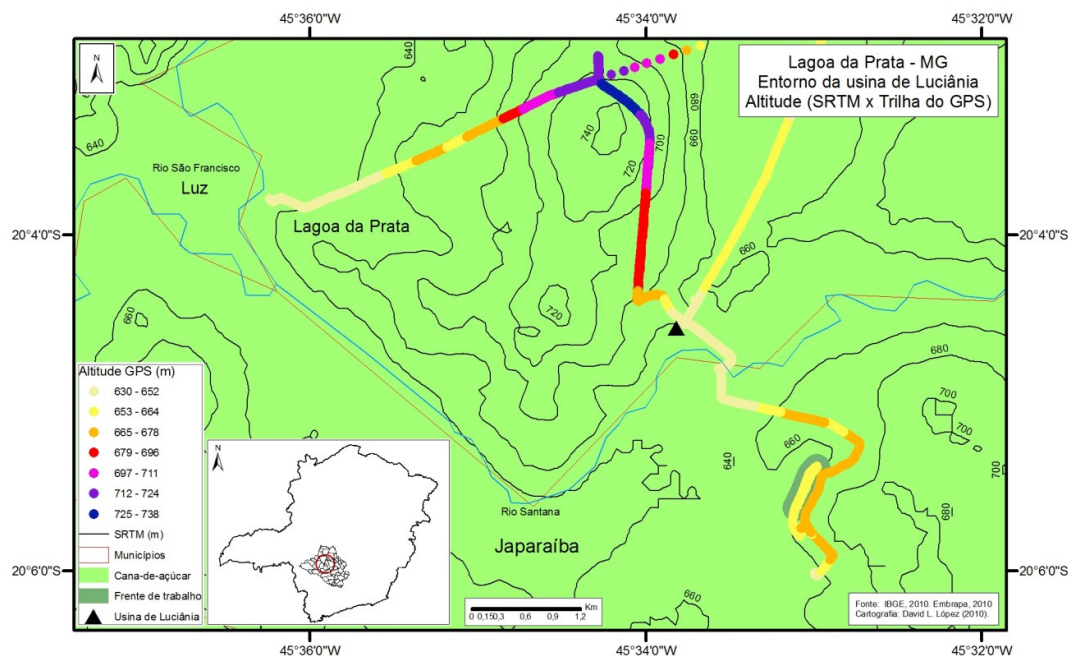 45°36'0"W
45°34'0"W
45°32'0"W
N
Lagoa da Prata - MG
Entorno da usina de Luciânia
Altitude (SRTM x Trilha do GPS)
640
640
680
660
740
700
720
Rio São Francisco
Luz
Lagoa da Prata
20°40'0"S
20°40'0"S
660
640
720
660
680
700
700
660
640
700
680
Altitude GPS (m)
630 - 652
653 - 664
665 - 678
679 - 696
697 - 711
712 - 724
725 - 738
SRTM (m)
Municípios
Cana-de-açúcar
Frente de trabalho
Usina de Luciânia
N
Rio Santana
Japaraíba
20°6'0"S
20°6'0"S
660
Km
0 0,150,3 0,6 0,9 1,2
Fonte: IBGE, 2010. Embrapa, 2010
Cartografia: David L. López (2010).
45°36'0"W
45°34'0"W
45°32'0"W